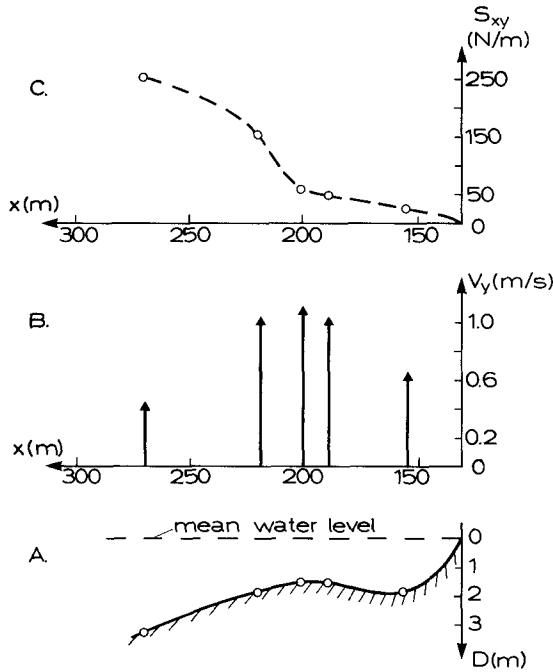 S_xy
(N/m)
C.
250
150
50
0
x(m)
300 250 200 150
V_y(m/s)
B.
1.0
0.6
0.2
0
x(m)
300 250 200 150
mean water level
A.
0
1
2
3
D(m)